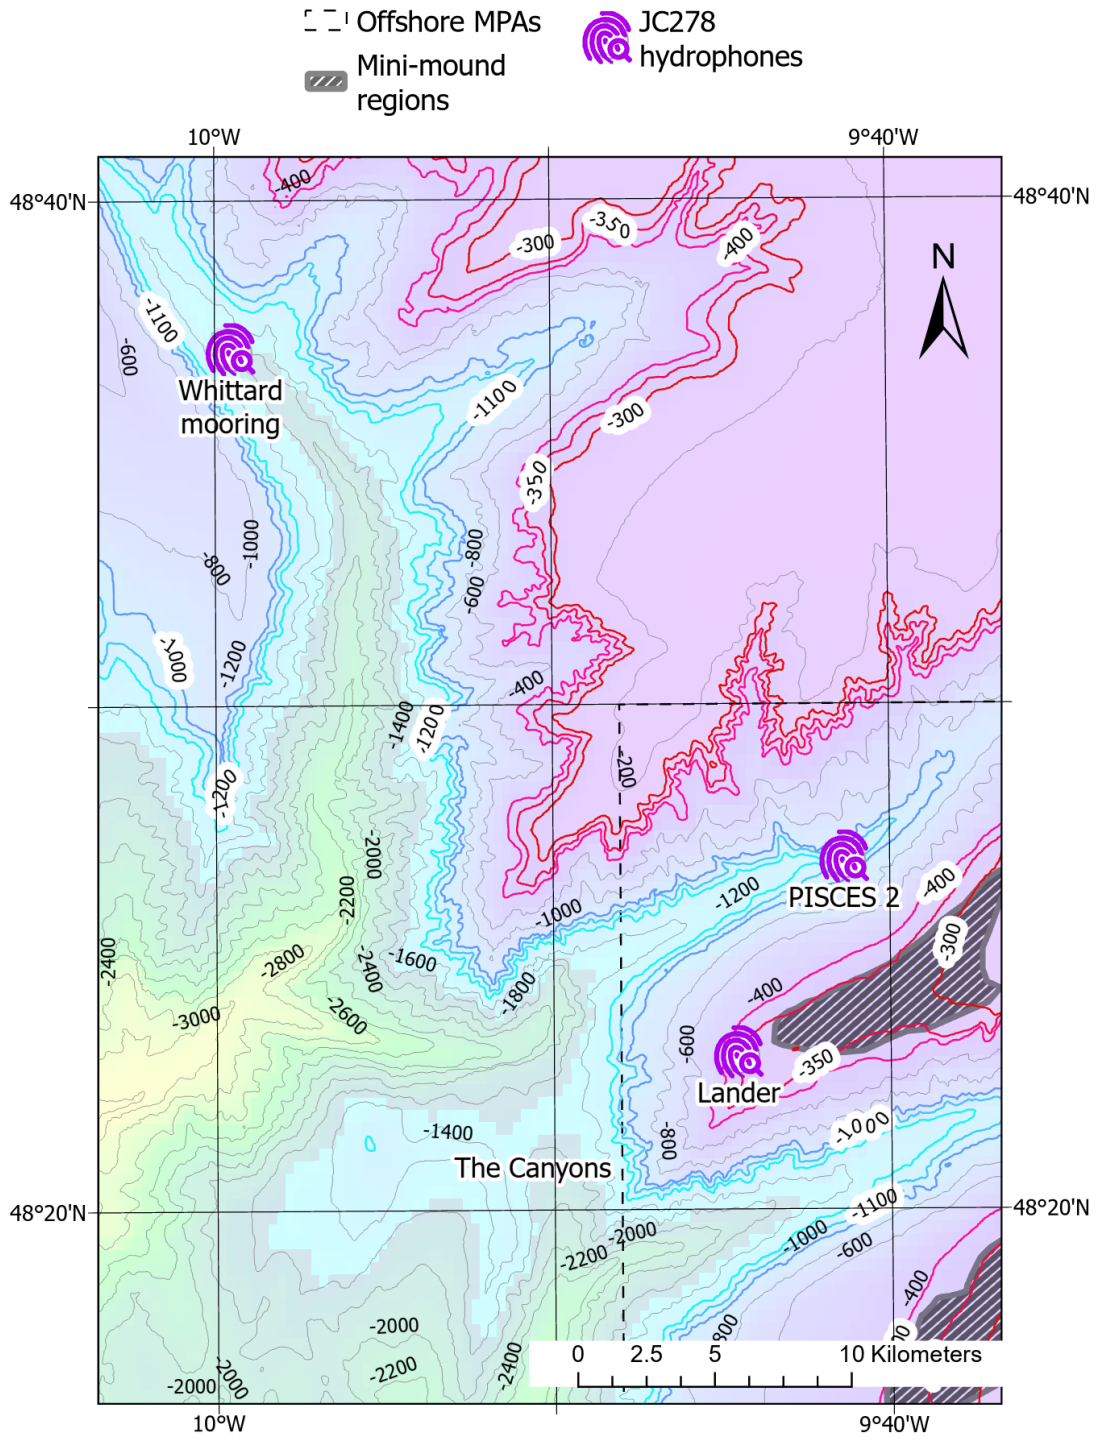 Offshore MPAs
JC278
hydrophones
Mini-mound
regions
10°W
9°40'W
48°40'N
48°40'N
-400
-350
-300
-400
N
-1100
-600
Whittard
mooring
-1100
-300
-350
-1000
-800
-800
-600
-1000
-1200
-400
-1400
-1200
-200
-1200
-2000
PISCES 2
-1200
-400
-2200
-1000
-300
-2400
-2800
-1600
-2400
-1800
-400
-3000
-2600
-600
-350
Lander
-800
-1000
-1400
The Canyons
48°20'N
48°20'N
-1100
-2000
-1000
-600
-2200
-400
-2000
800
00
-2200
-2400
-2000
-2000
0 2.5 5 10 Kilometers
10°W
9°40'W